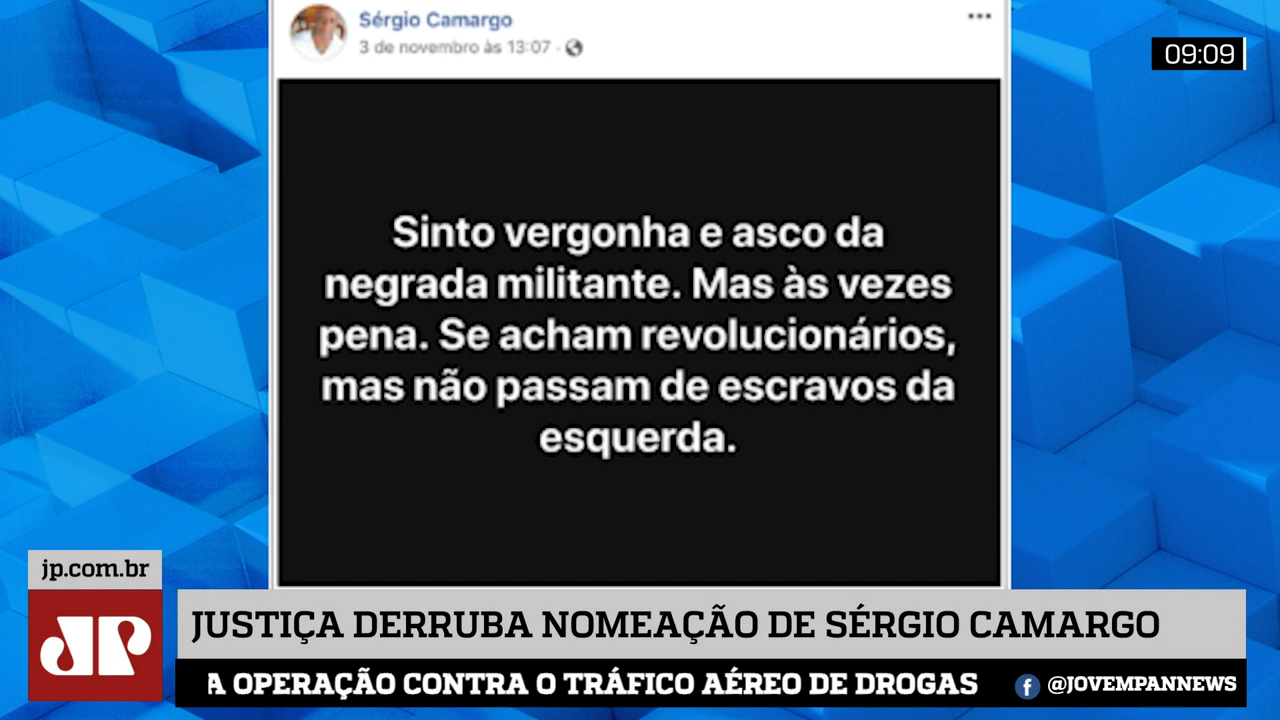 Sérgio Camargo
3 de novembro às 13:07
09:09
Sinto vergonha e asco da
negrada militante. Mas às vezes
pena. Se acham revolucionários,
mas não passam de escravos da
esquerda.
jp.com.br
JP
JUSTIÇA DERRUBA NOMEAÇÃO DE SÉRGIO CAMARGO
A OPERAÇÃO CONTRA O TRÁFICO AÉREO DE DROGAS
@JOVEMPANNEWS